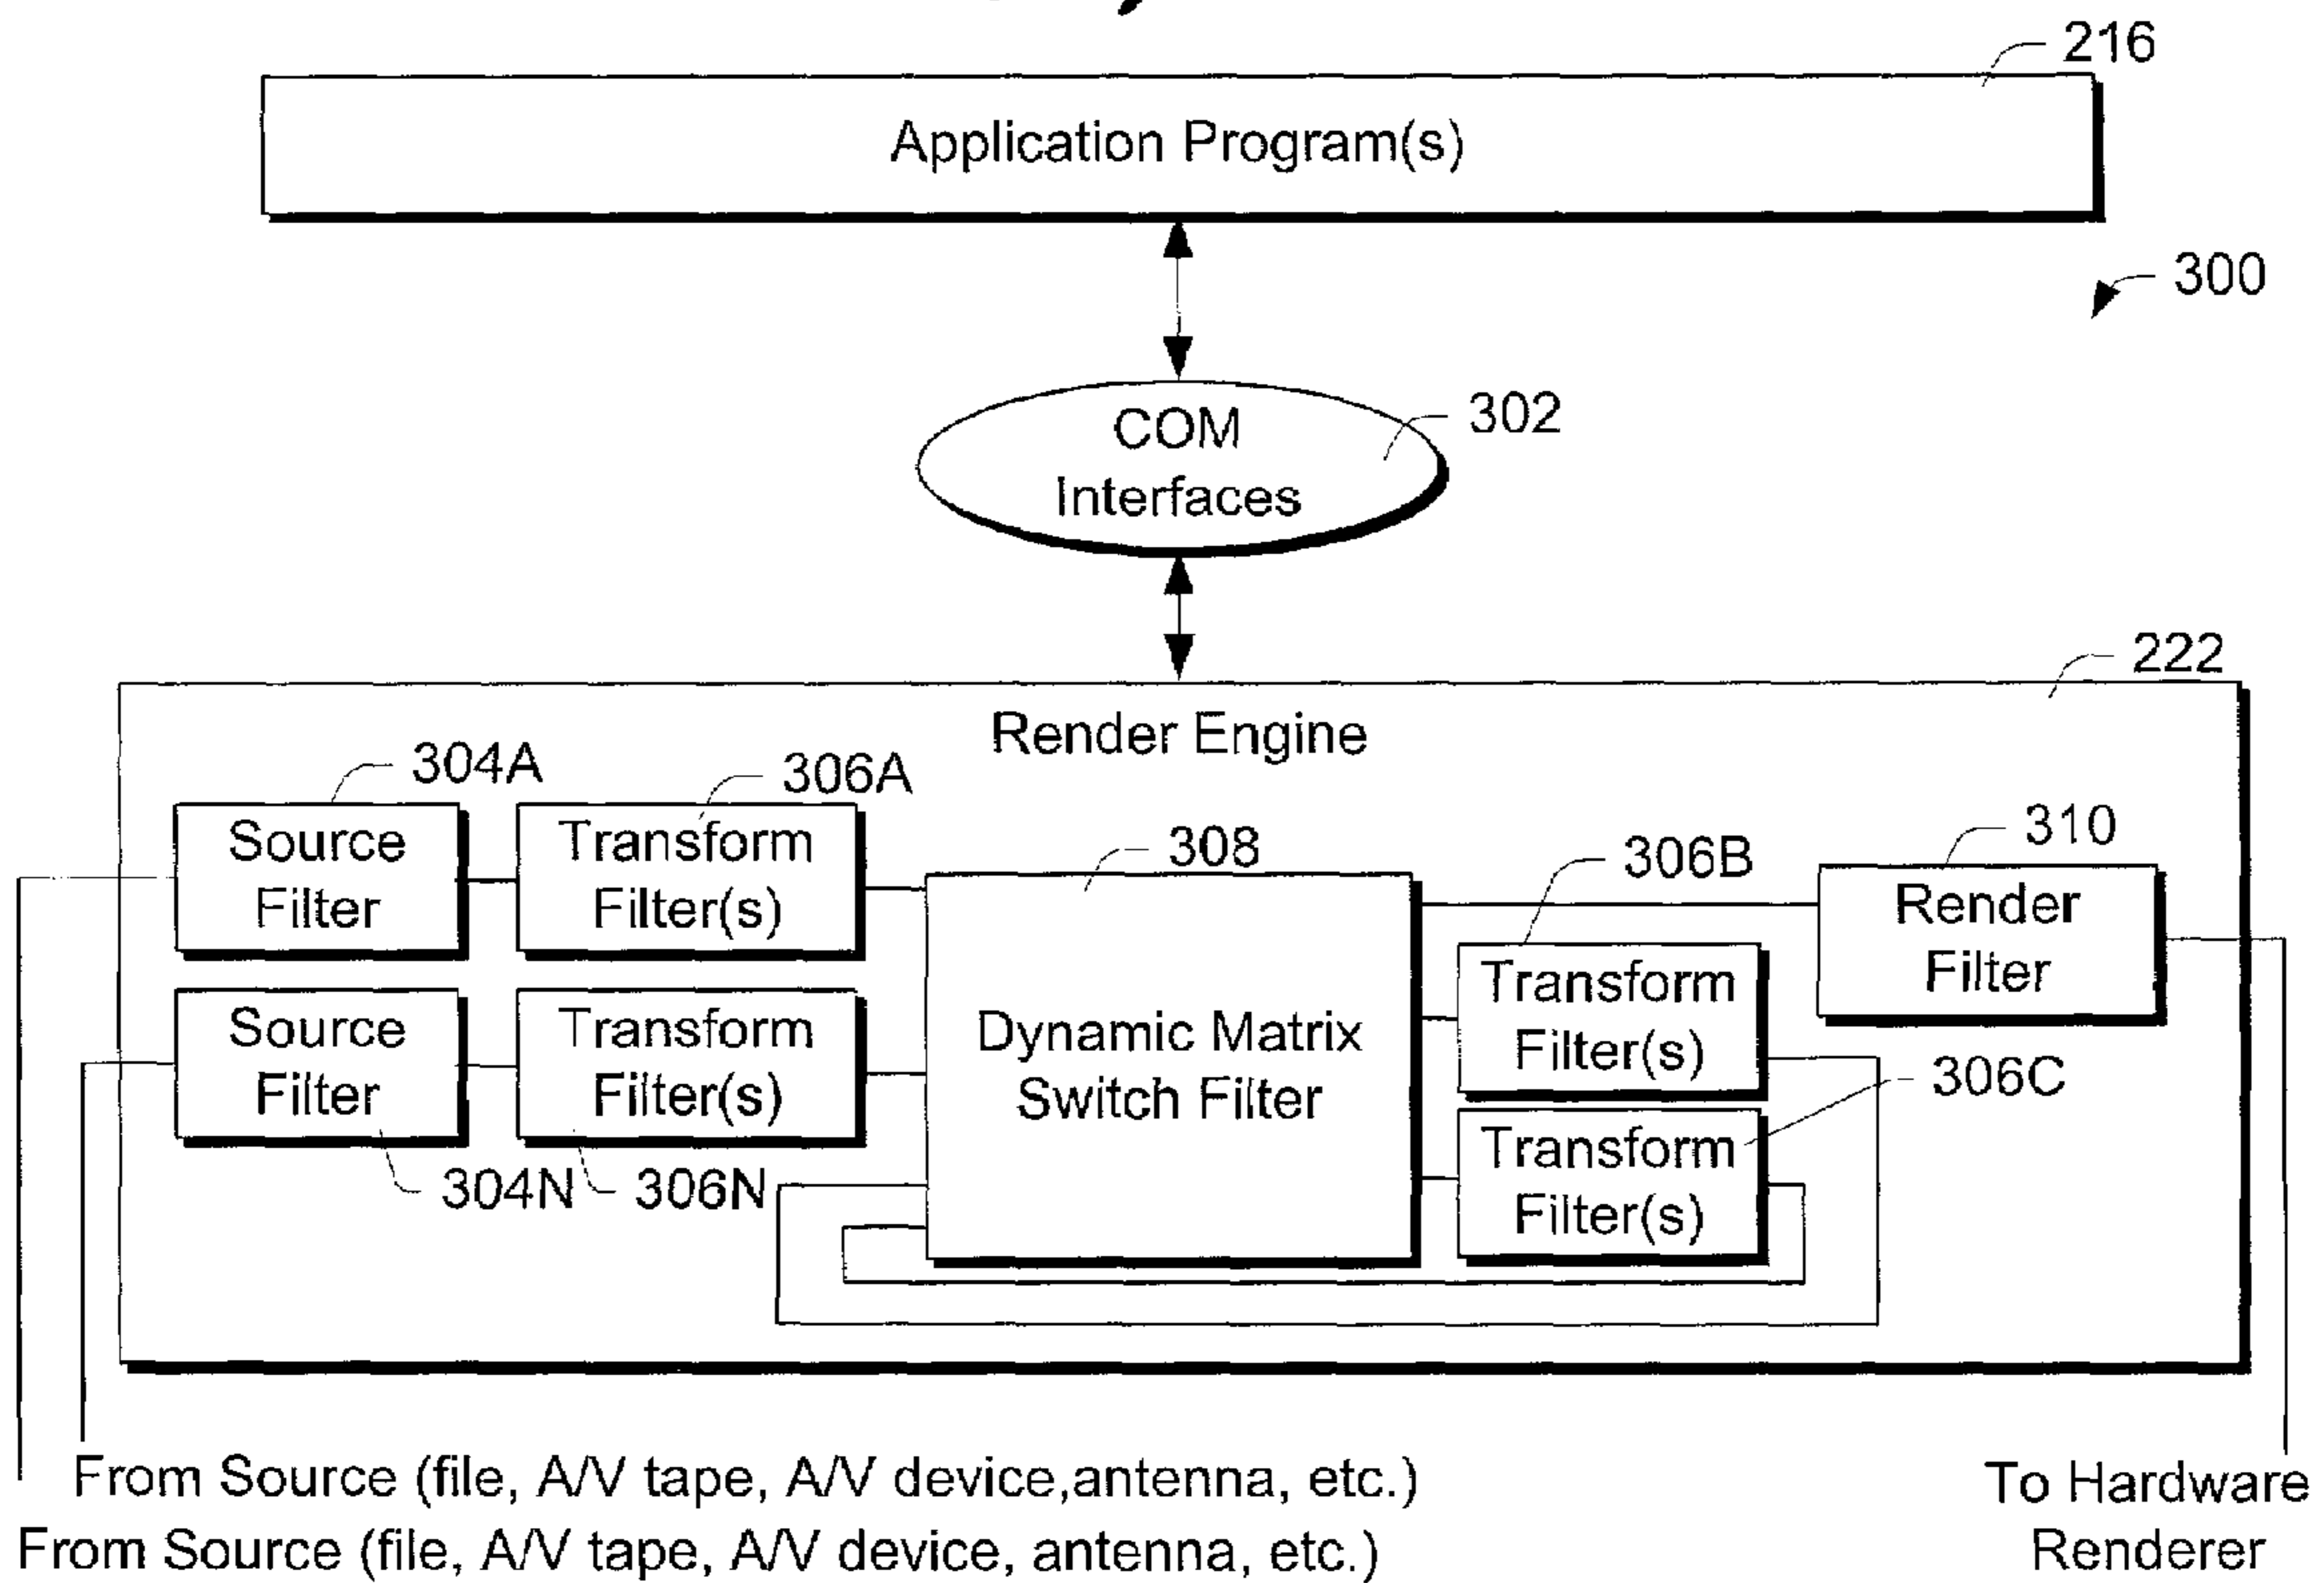 216
Application Program(s)
300
COM
Interfaces
302
222
Render Engine
304A
306A
308
306B
310
Source
Filter
Transform
Filter(s)
Render
Filter
Source
Filter
Transform
Filter(s)
Dynamic Matrix
Switch Filter
Transform
Filter(s)
306C
Transform
Filter(s)
304N
306N
From Source (file, A/V tape, A/V device,antenna, etc.)
From Source (file, A/V tape, A/V device, antenna, etc.)
To Hardware
Renderer